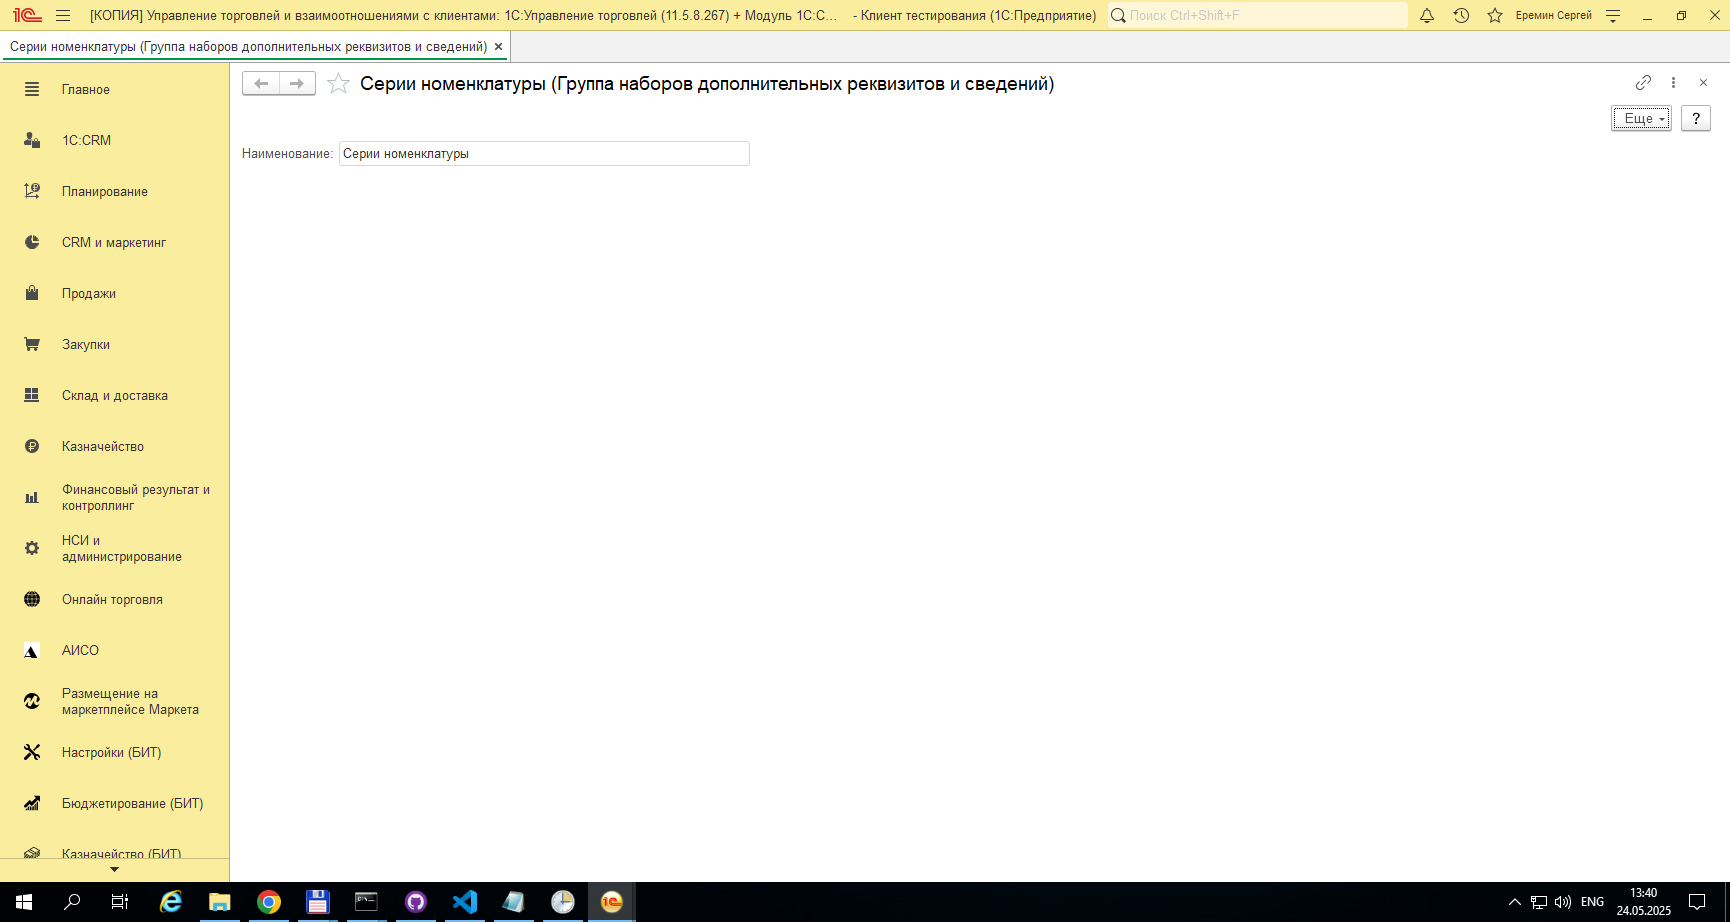 [КОПИЯ] Управление торговлей и взаимоотношениями с клиентами: 1С:Управление торговлей (11.5.8.267) + Модуль 1С:С... - Клиент тестирования (1С:Предприятие)
Поиск Ctrl+Shift+F
Еремин Сергей
Серии номенклатуры (Группа наборов дополнительных реквизитов и сведений)
Главное
1С:CRM
Планирование
CRM и маркетинг
Продажи
Закупки
Склад и доставка
Казначейство
Финансовый результат и
контроллинг
НСИ и
администрирование
Онлайн торговля
АИСО
Размещение на
маркетплейсе Маркета
Настройки (БИТ)
Бюджетирование (БИТ)
Казначейство (БИТ)
Серии номенклатуры (Группа наборов дополнительных реквизитов и сведений)
Еще
?
Наименование: Серии номенклатуры
ENG
13:40
24.05.2025